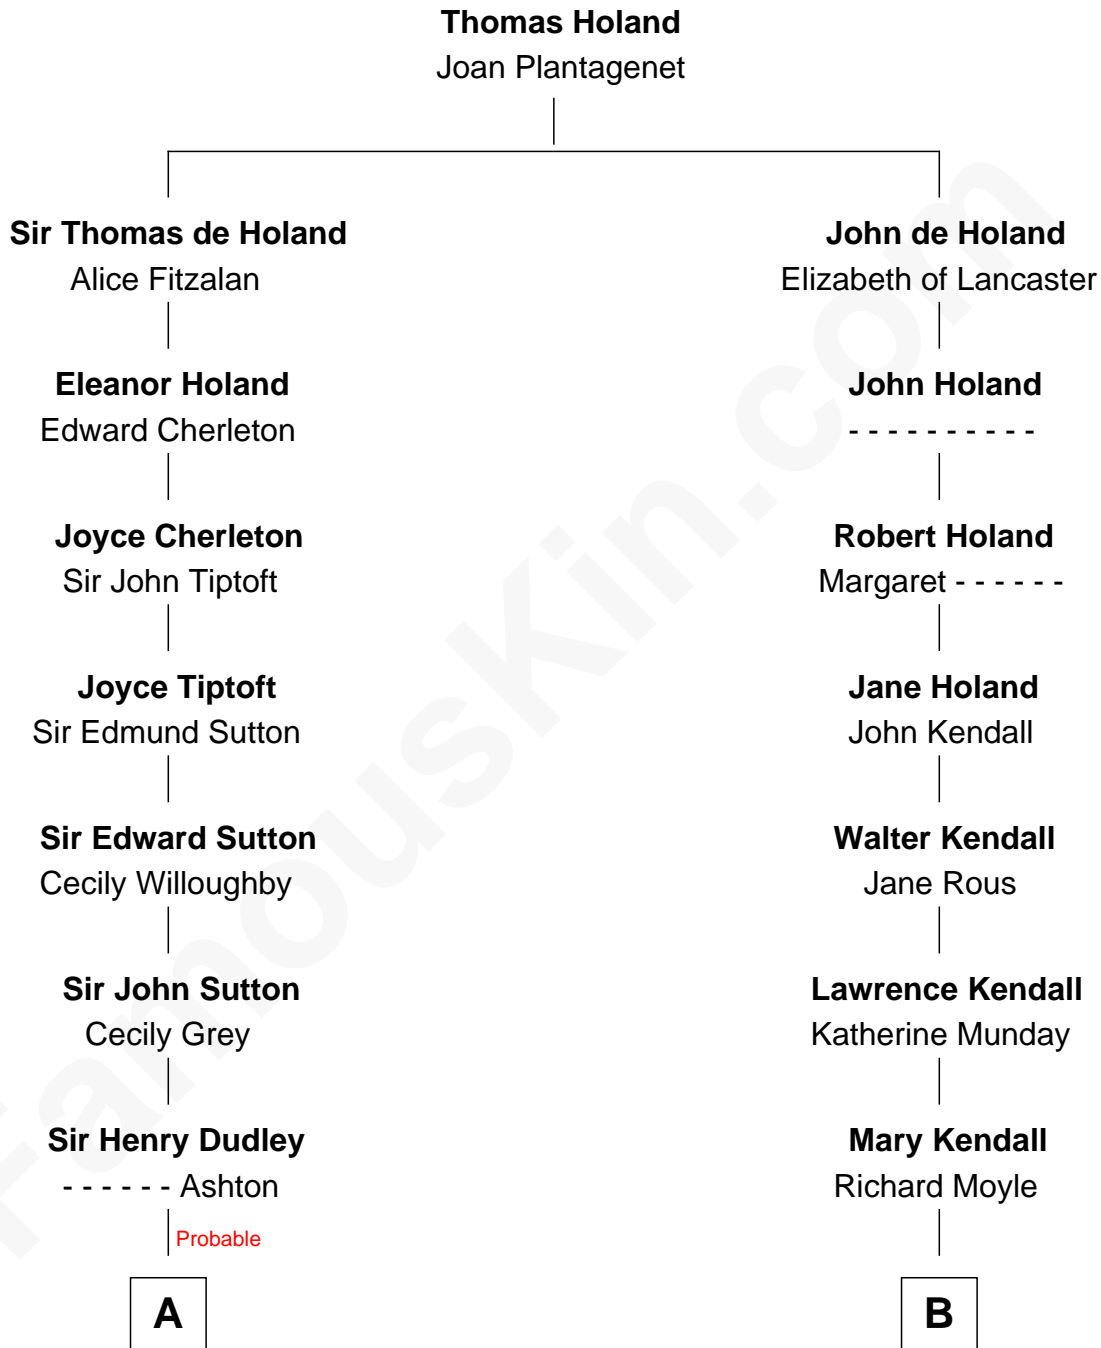 Thomas Holand
Joan Plantagenet
Sir Thomas de Holand
Alice Fitzalan
John de Holand
Elizabeth of Lancaster
Eleanor Holand
Edward Cherleton
John Holand
- - - - - - - - - -
Joyce Cherleton
Sir John Tiptoft
Robert Holand
Margaret - - - - - -
Joyce Tiptoft
Sir Edmund Sutton
Jane Holand
John Kendall
Sir Edward Sutton
Cecily Willoughby
Walter Kendall
Jane Rous
Sir John Sutton
Cecily Grey
Lawrence Kendall
Katherine Munday
Sir Henry Dudley
- - - - - - Ashton
Mary Kendall
Richard Moyle
Probable
A
B
FamousKin.com